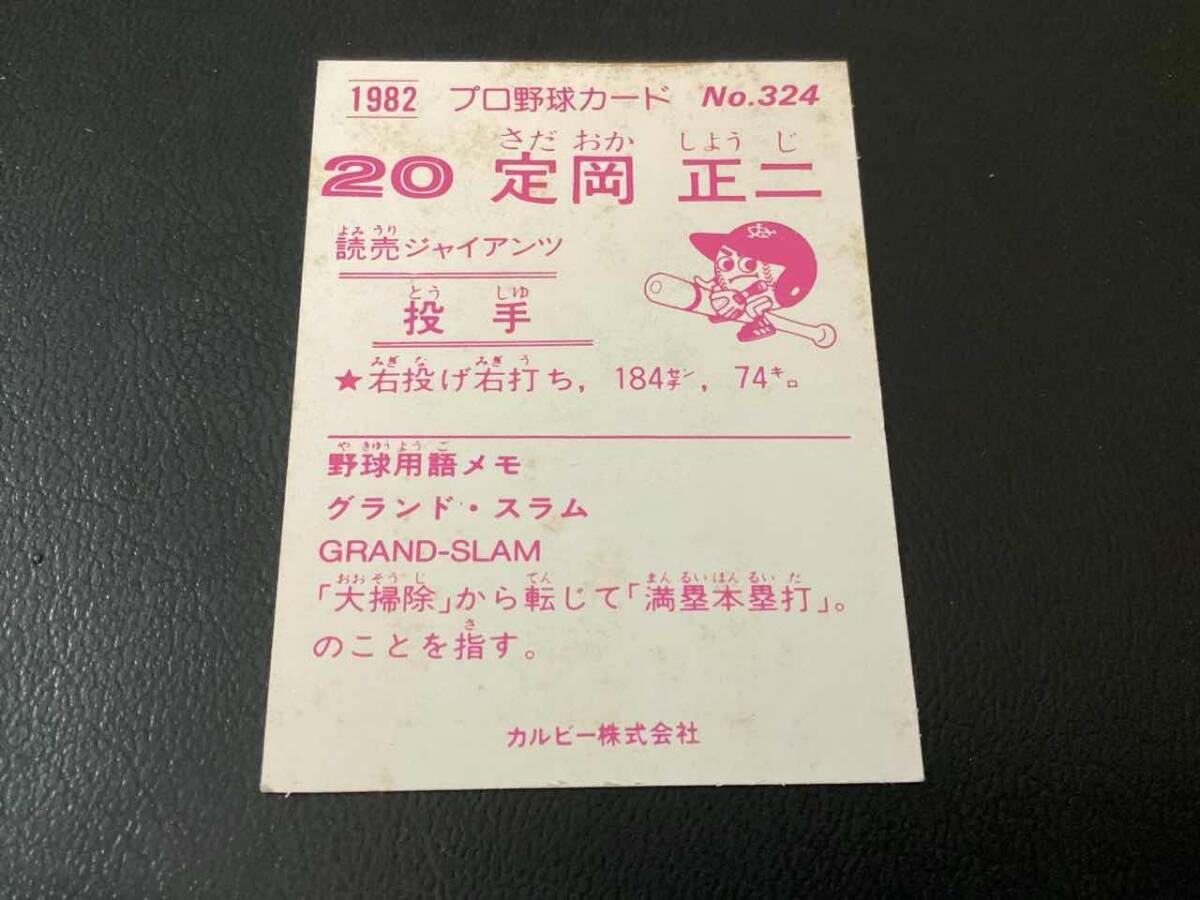 1982 プロ野球カード No.324
さだ おか しよう じ
20 定岡 正二
よみ うり
読売ジャイアンツ
とう しゆ
投 手
みぎ な みぎ う
★右投げ右打ち, 184センチ, 74キロ
や きゆう よう ご
野球用語メモ
グランド・スラム
GRAND-SLAM
おお そう じ てん まん るい ほん るい だ
「大掃除」から転じて「満塁本塁打」。
さ
のことを指す。
カルビー株式会社